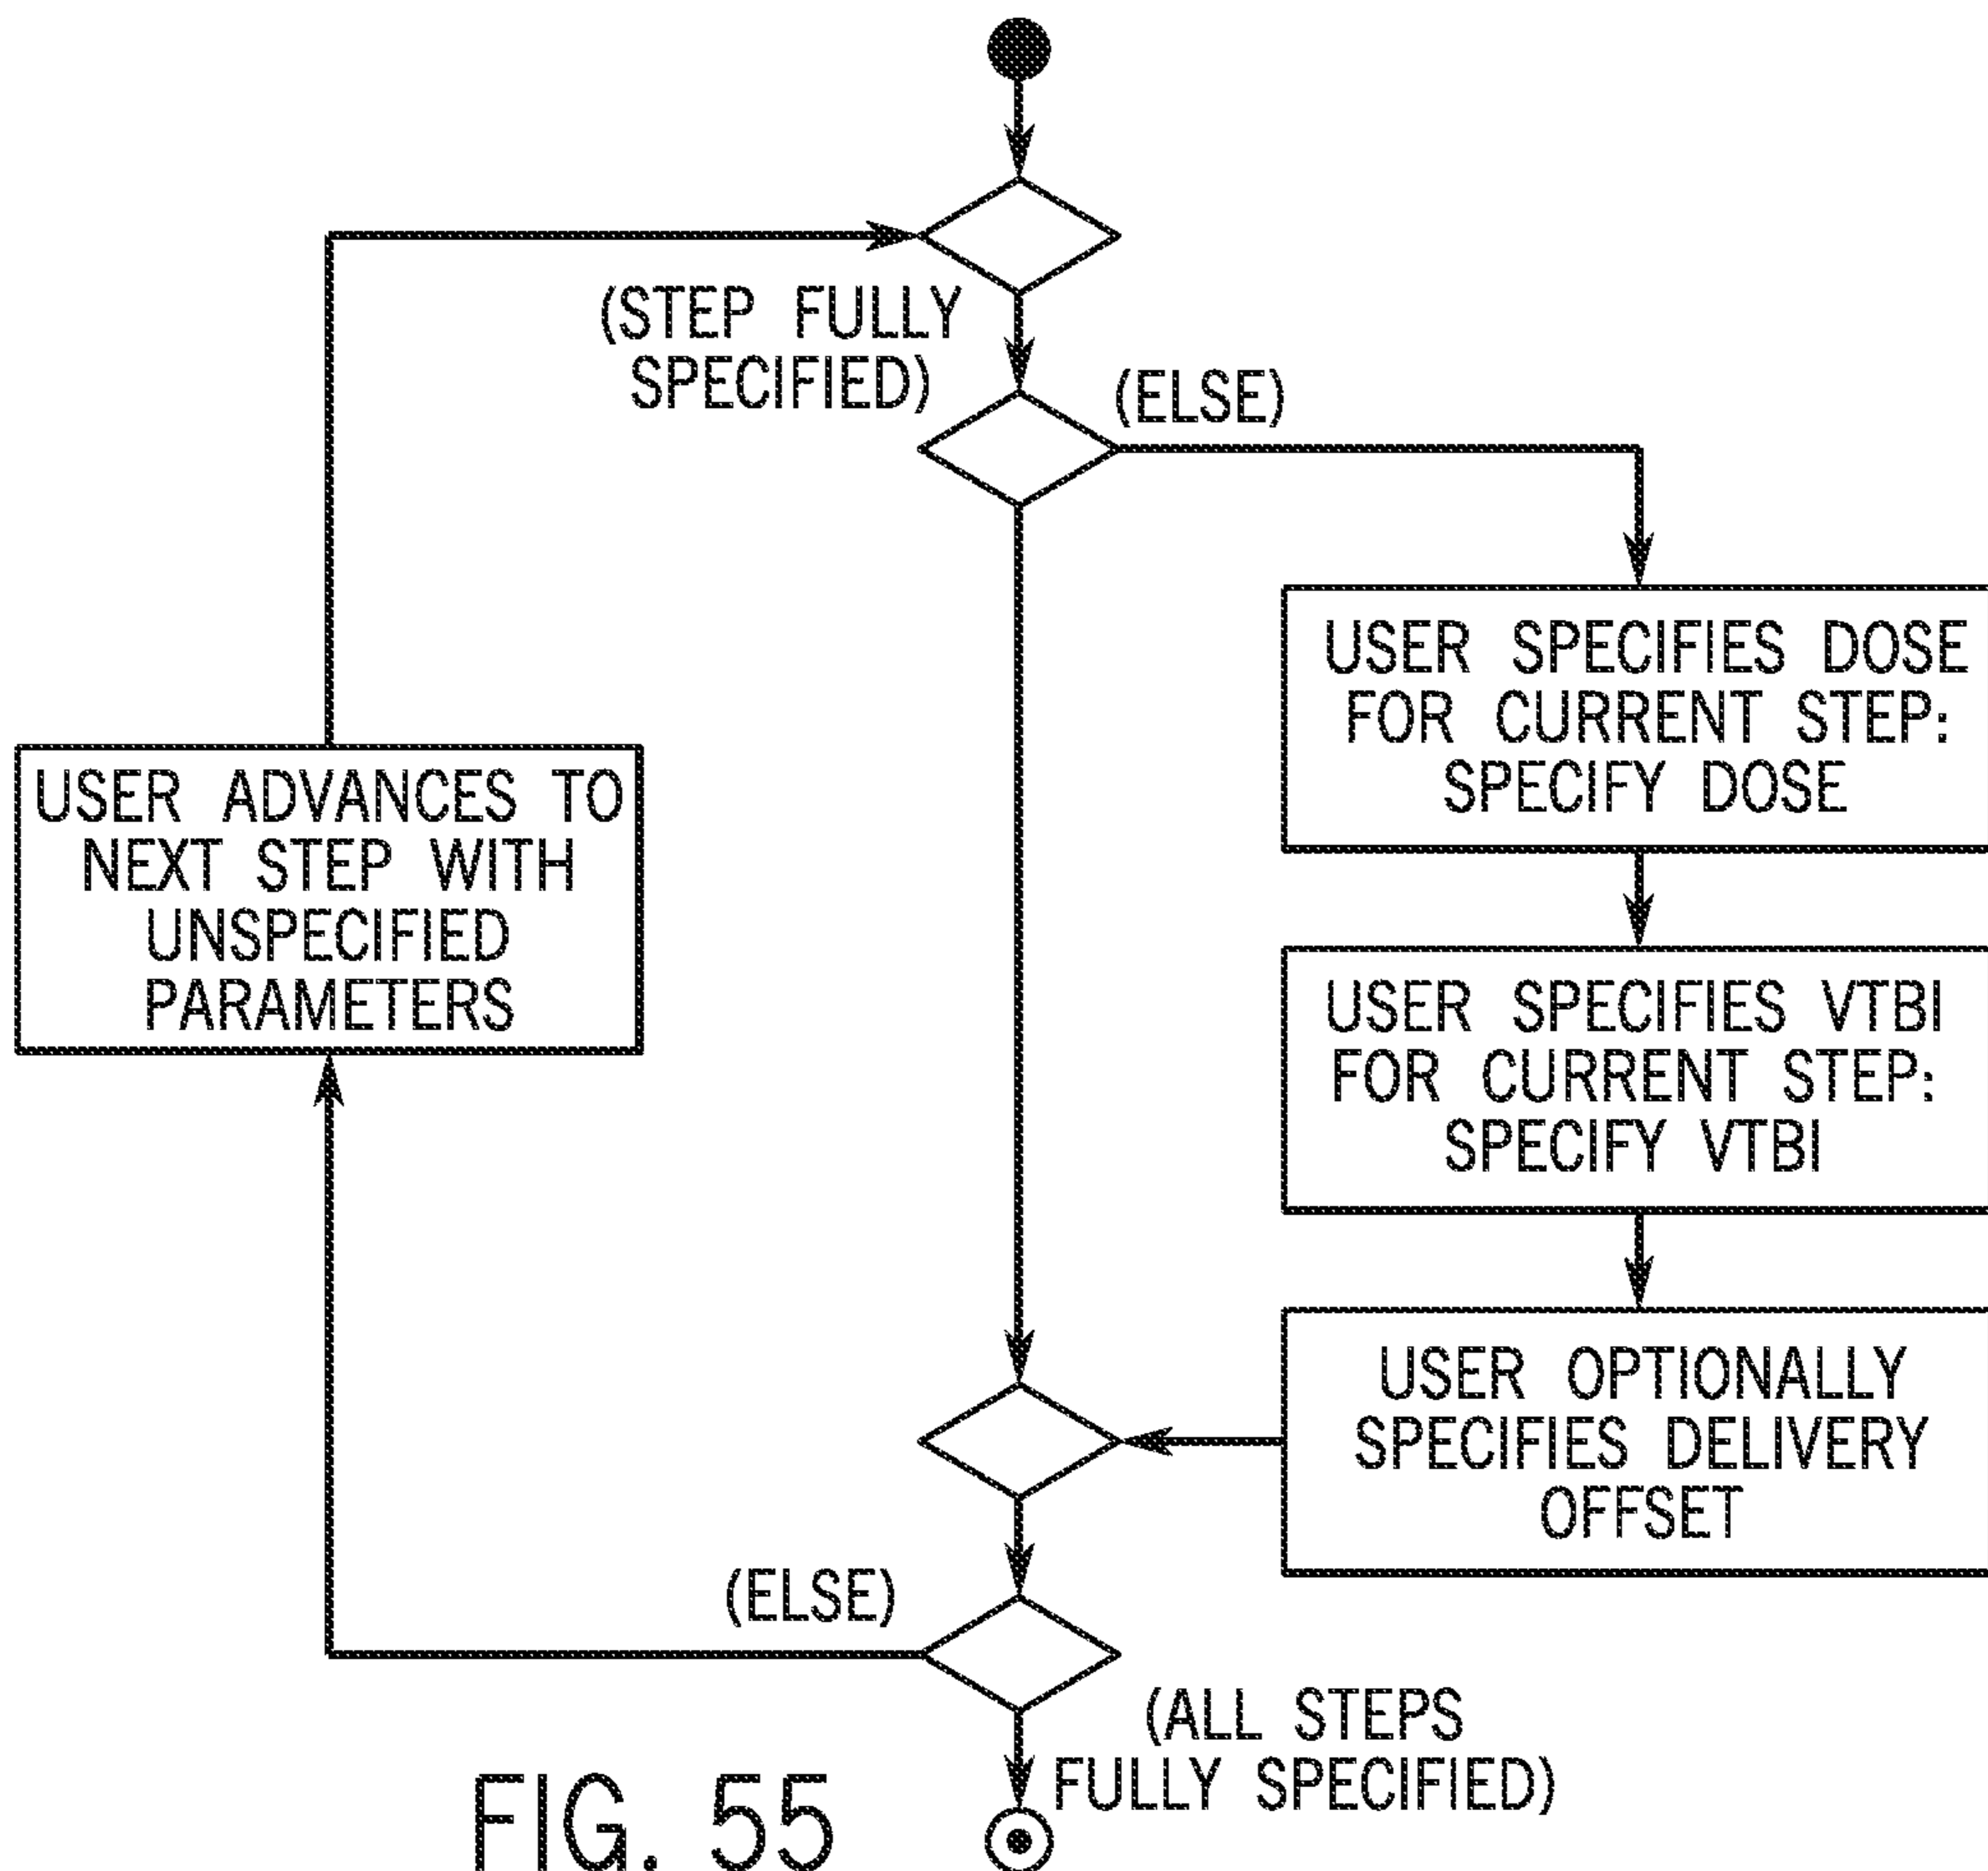 (STEP FULLY
SPECIFIED)
(ELSE)
USER SPECIFIES DOSE
FOR CURRENT STEP:
SPECIFY DOSE
USER ADVANCES TO
NEXT STEP WITH
UNSPECIFIED
PARAMETERS
USER SPECIFIES VTBI
FOR CURRENT STEP:
SPECIFY VTBI
USER OPTIONALLY
SPECIFIES DELIVERY
OFFSET
(ELSE)
(ALL STEPS
FULLY SPECIFIED)
FIG. 55